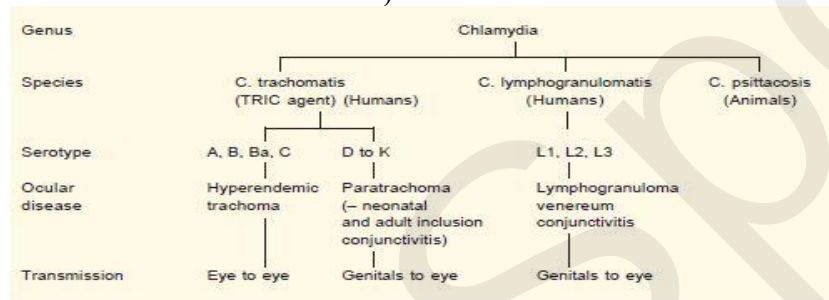 )
Genus Chlamydia
Species C. trachomatis C. lymphogranulomatis C. psittacosis
(TRIC agent) (Humans) (Humans) (Animals)
Serotype A, B, Ba, C D to K L1, L2, L3
Ocular Hyperendemic Paratrachoma Lymphogranuloma
disease trachoma (– neonatal venereum
and adult inclusion conjunctivitis
conjunctivitis)
Transmission Eye to eye Genitals to eye Genitals to eye